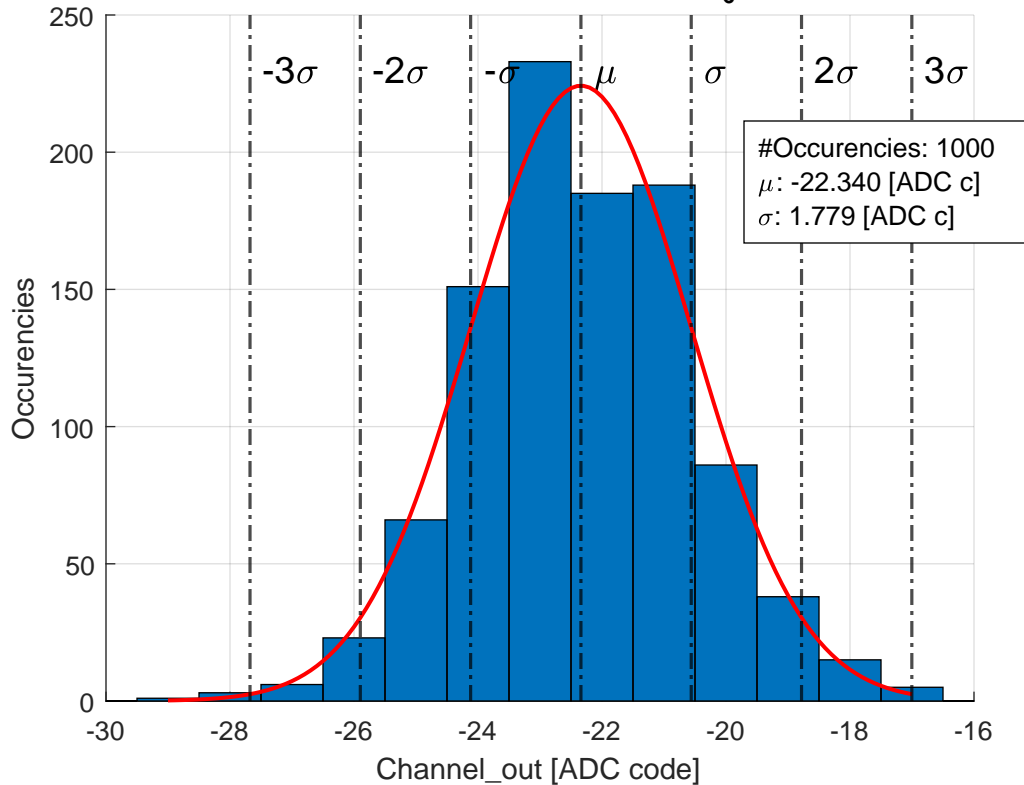 250
200
150
100
50
0
-3σ
-2σ
-σ
μ
σ
2σ
3σ
#Occurencies: 1000
μ: -22.340 [ADC c]
σ: 1.779 [ADC c]
Occurencies
-30
-28
-26
-24
-22
-20
-18
-16
Channel_out [ADC code]